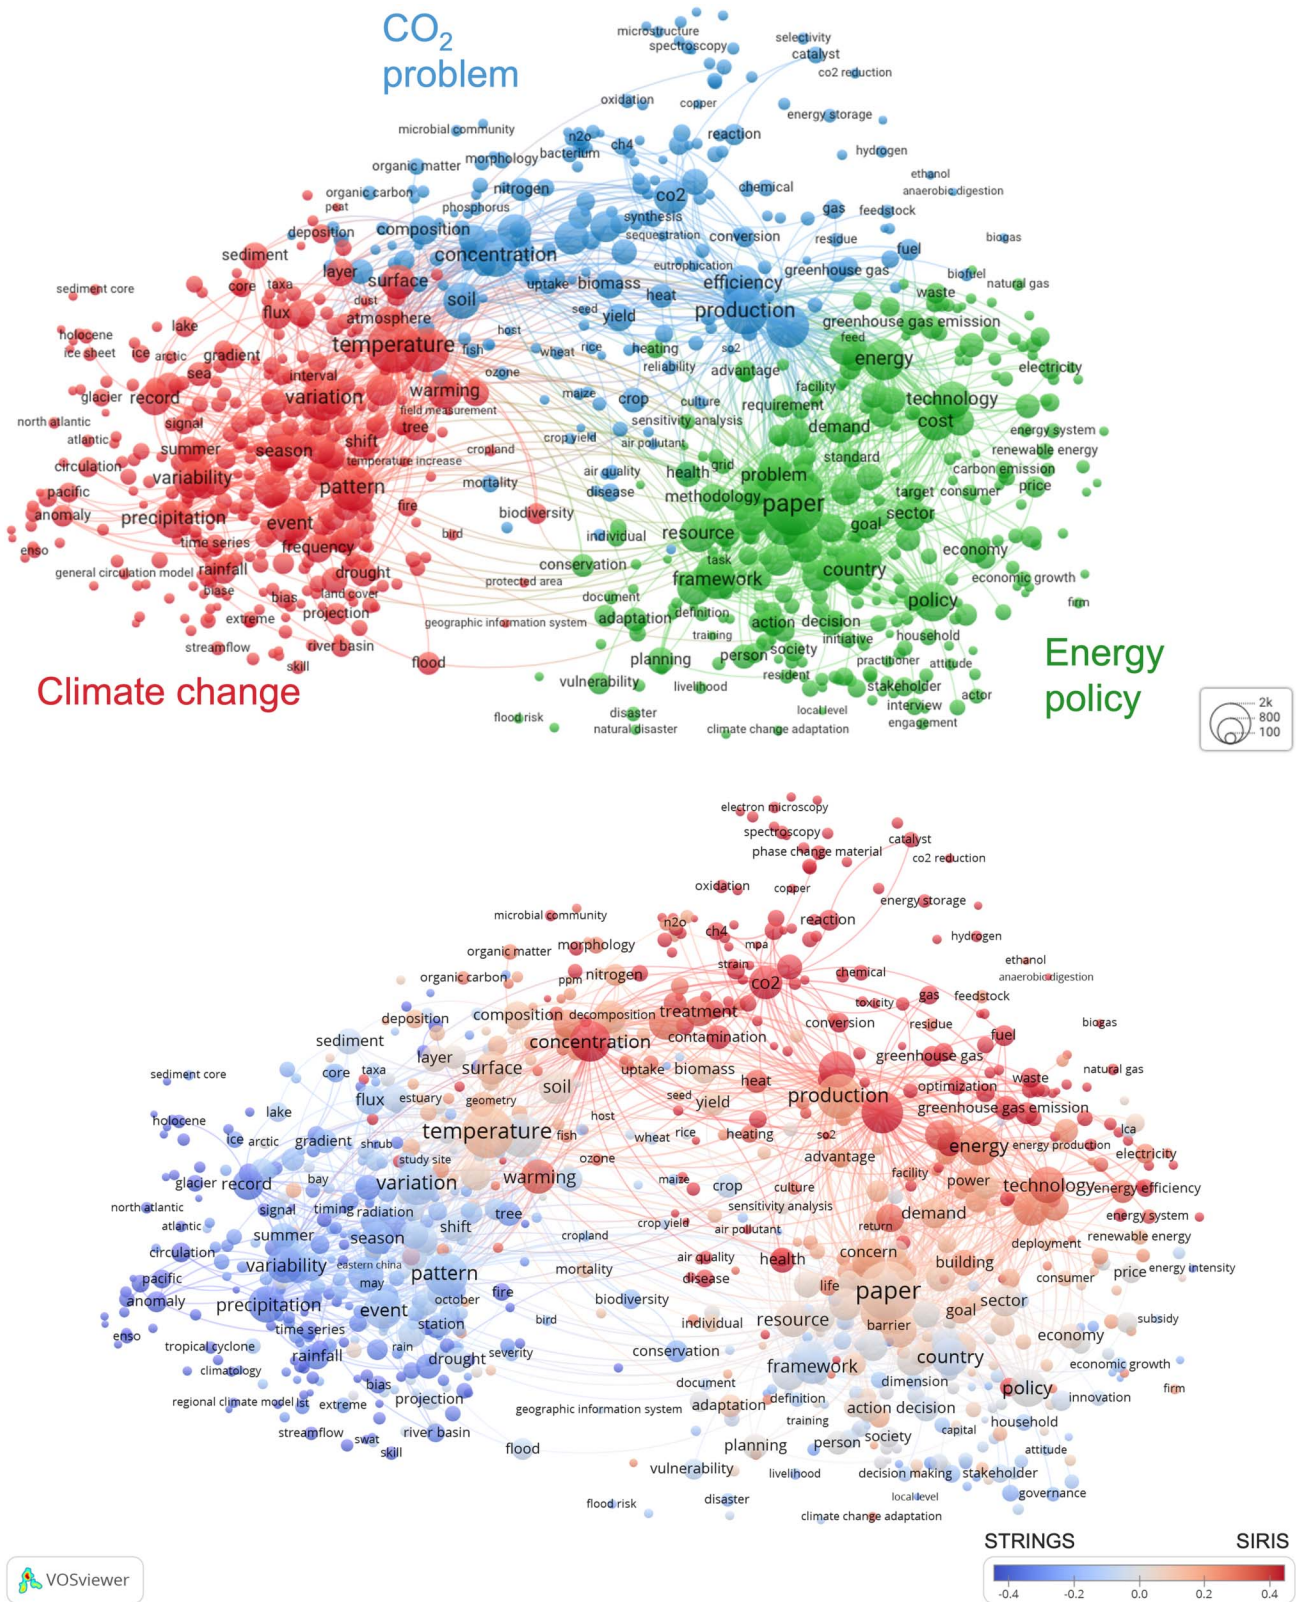 CO2
problem
microstructure
spectroscopy
selectivity
catalyst
co2 reduction
oxidation
copper
energy storage
microbial community
n2o
ch4
reaction
organic matter
morphology
bacterium
hydrogen
organic carbon
nitrogen
co2
chemical
ethanol
anaerobic digestion
peat
phosphorus
synthesis
gas
feedstock
deposition
composition
sequestration
conversion
residue
biogas
sediment
concentration
fuel
layer
surface
eutrophication
greenhouse gas
core
taxa
uptake
biomass
efficiency
biofuel
natural gas
sediment core
dust
soil
heat
waste
flux
atmosphere
seed
yield
production
greenhouse gas emission
lake
host
feed
holocene
temperature
fish
wheat
rice
heating
so2
energy
ice sheet
ice
arctic
gradient
reliability
advantage
electricity
sea
interval
ozone
facility
glacier
record
variation
warming
maize
crop
culture
requirement
technology
north atlantic
signal
field measurement
tree
sensitivity analysis
demand
cost
energy system
atlantic
summer
season
shift
crop yield
air pollutant
renewable energy
circulation
temperature increase
cropland
standard
variability
air quality
health
grid
problem
carbon emission
pacific
pattern
mortality
disease
methodology
paper
target
consumer
price
anomaly
precipitation
event
fire
biodiversity
goal
sector
enso
time series
frequency
bird
individual
resource
economy
general circulation model
rainfall
drought
conservation
task
country
biase
bias
land cover
protected area
framework
economic growth
extreme
projection
document
policy
firm
geographic information system
adaptation
definition
action
decision
streamflow
river basin
training
initiative
household
skill
flood
planning
person
society
practitioner
attitude
Energy
policy
Climate change
vulnerability
livelihood
resident
stakeholder
actor
flood risk
disaster
local level
interview
natural disaster
climate change adaptation
engagement
2k
800
100
electron microscopy
spectroscopy
catalyst
phase change material
co2 reduction
oxidation
copper
energy storage
microbial community
n2o
ch4
reaction
organic matter
morphology
mpa
hydrogen
organic carbon
ppm
nitrogen
strain
co2
chemical
ethanol
anaerobic digestion
deposition
composition
decomposition
treatment
toxicity
gas
feedstock
sediment
concentration
contamination
conversion
residue
fuel
biogas
layer
surface
greenhouse gas
sediment core
core
taxa
soil
uptake
biomass
heat
optimization
waste
natural gas
flux
estuary
geometry
seed
yield
production
greenhouse gas emission
lake
host
holocene
temperature
fish
wheat
rice
heating
so2
lca
ice
arctic
gradient
shrub
energy
energy production
electricity
study site
ozone
advantage
glacier
record
bay
variation
warming
maize
crop
culture
facility
power
technology
energy efficiency
north atlantic
signal
timing
radiation
tree
sensitivity analysis
demand
energy system
atlantic
summer
season
shift
crop yield
air pollutant
return
renewable energy
circulation
cropland
concern
deployment
variability
eastern china
air quality
health
building
pacific
may
pattern
mortality
disease
life
consumer
price
energy intensity
anomaly
precipitation
event
october
fire
biodiversity
paper
goal
sector
enso
time series
station
bird
individual
resource
barrier
economy
subsidy
tropical cyclone
rainfall
rain
drought
severity
conservation
framework
country
economic growth
climatology
bias
document
dimension
policy
firm
regional climate model
lst
extreme
projection
geographic information system
adaptation
definition
action
decision
innovation
streamflow
swat
river basin
training
capital
household
skill
flood
planning
person
society
attitude
vulnerability
livelihood
decision making
stakeholder
flood risk
disaster
local level
governance
climate change adaptation
STRINGS
SIRIS
VOSviewer
-0.4
-0.2
0.0
0.2
0.4